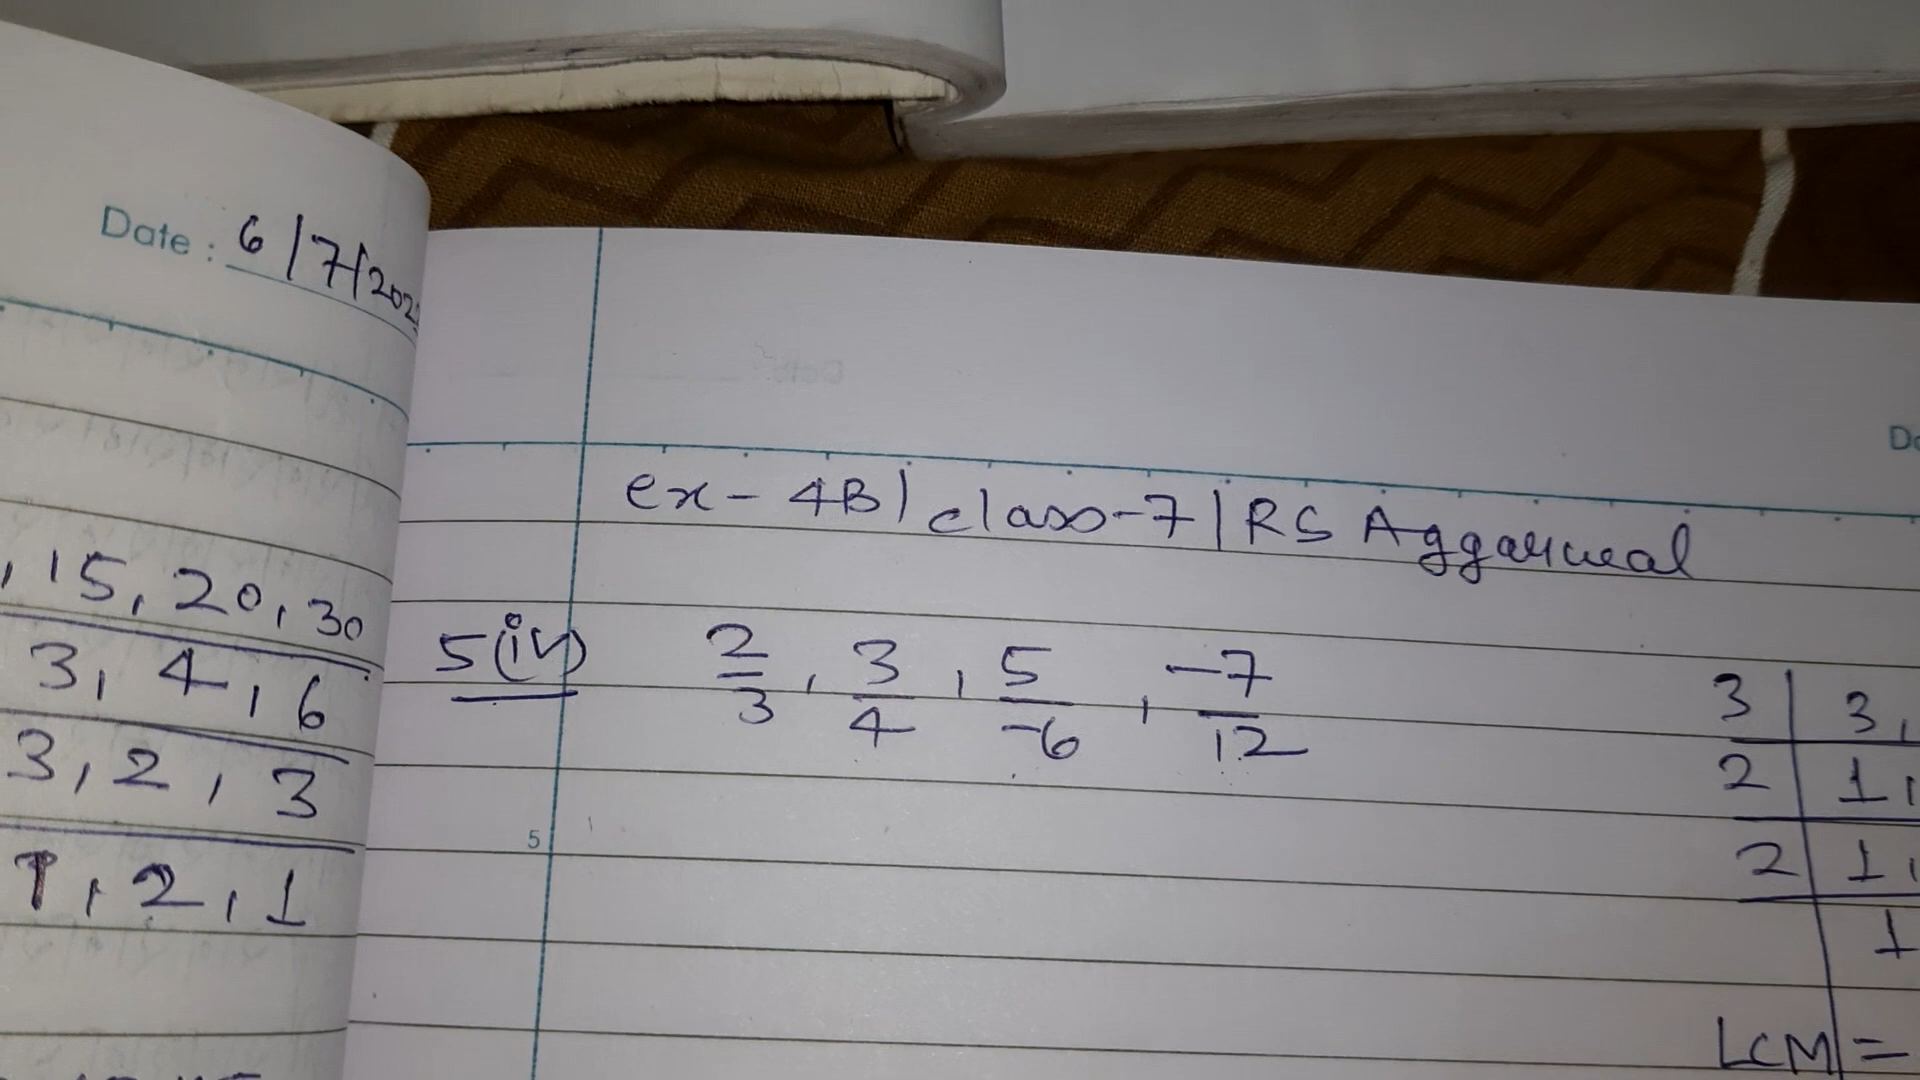 Date : 6/7/202
, 15, 20, 30
3, 4, 6
3, 2, 3
1, 2, 1
ex - 4B | class-7 | RS Aggarwal
5(iv) 2/3, 3/4, 5/-6, -7/12
5
3 | 3,
2 | 1,
2 | 1,
1
LCM =